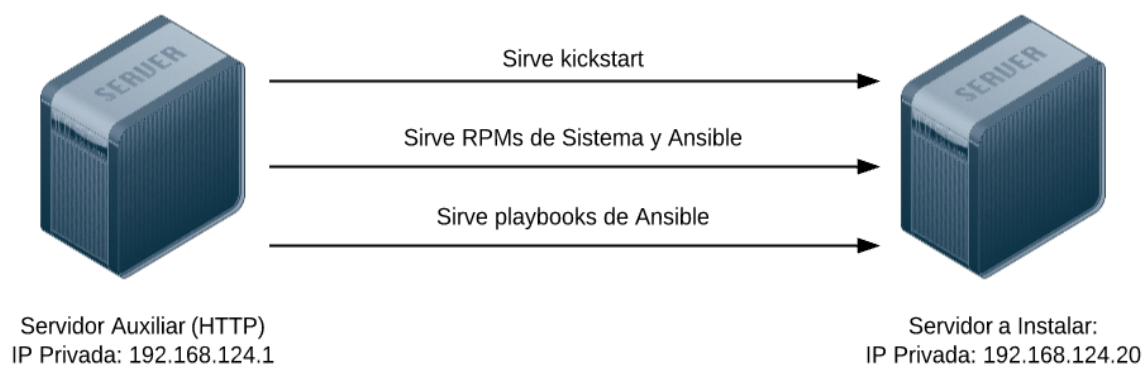 SERVER
SERVER
Sirve kickstart
Sirve RPMs de Sistema y Ansible
Sirve playbooks de Ansible
Servidor Auxiliar (HTTP)
IP Privada: 192.168.124.1
Servidor a Instalar:
IP Privada: 192.168.124.20